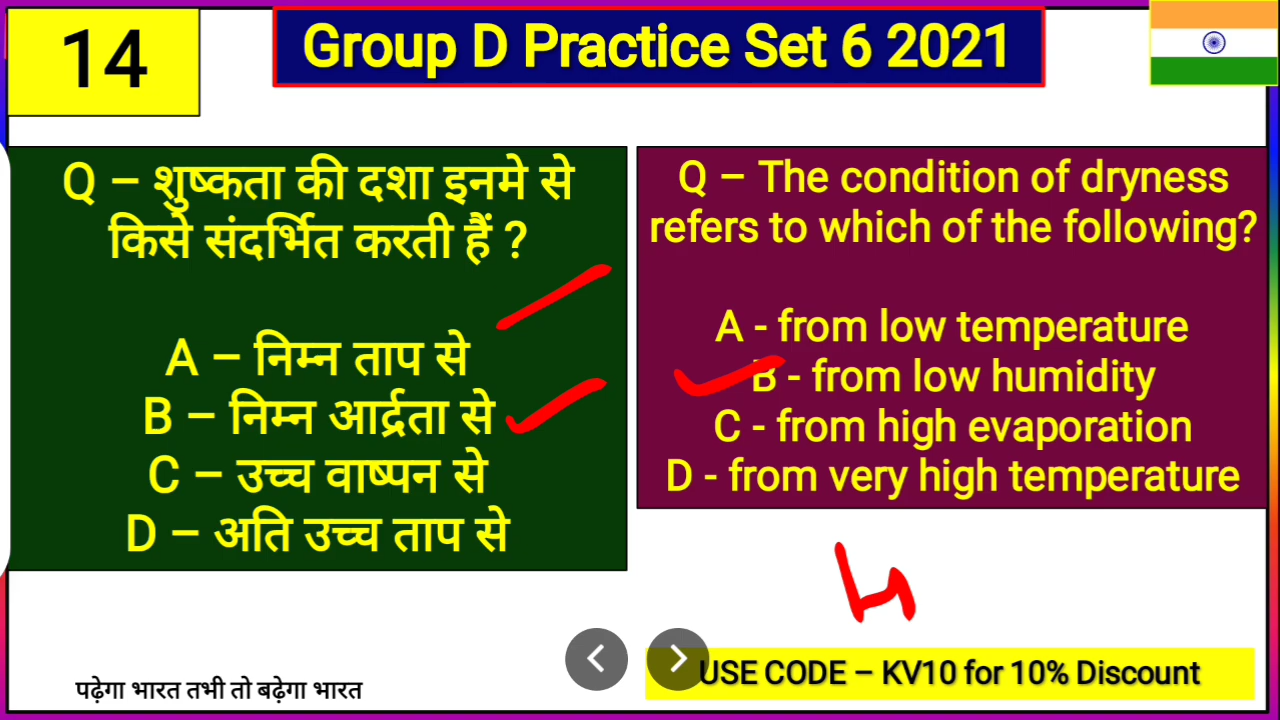 14
Group D Practice Set 6 2021
Q – शुष्कता की दशा इनमे से
किसे संदर्भित करती हैं ?
A – निम्न ताप से
B – निम्न आर्द्रता से
C – उच्च वाष्पन से
D – अति उच्च ताप से
Q – The condition of dryness
refers to which of the following?
A - from low temperature
B - from low humidity
C - from high evaporation
D - from very high temperature
पढ़ेगा भारत तभी तो बढ़ेगा भारत
USE CODE – KV10 for 10% Discount